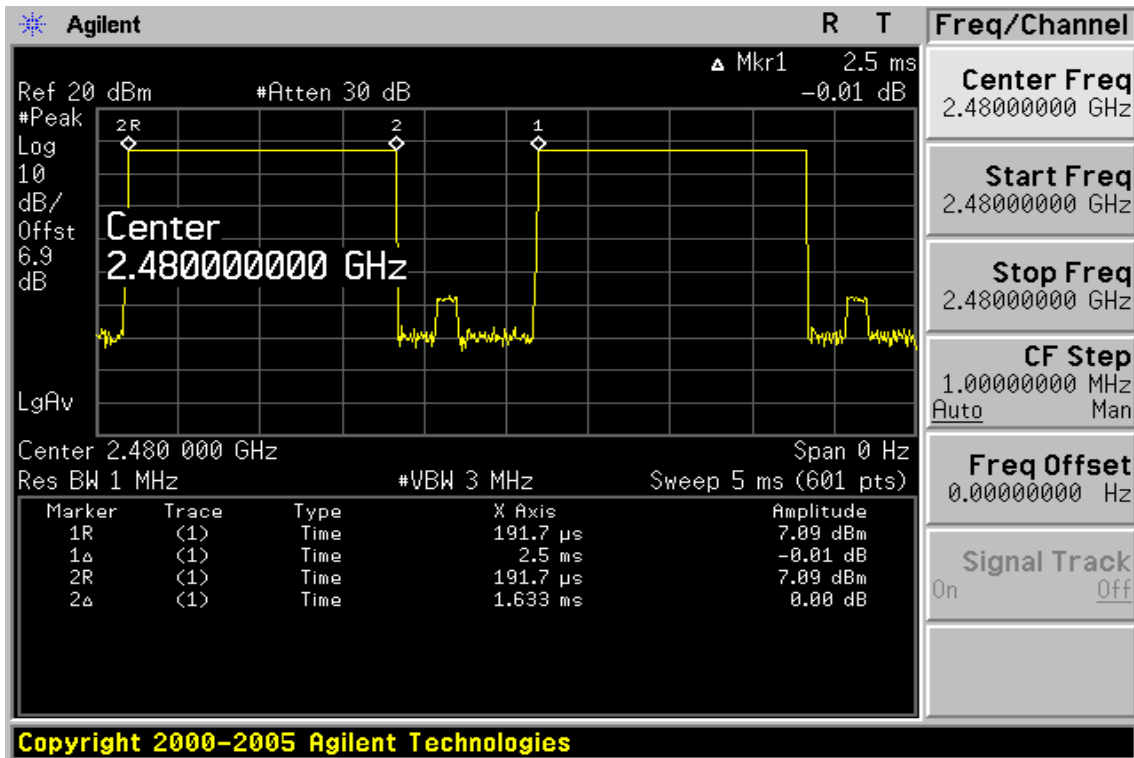 Agilent R T Freq/Channel
Δ Mkr1 2.5 ms
Ref 20 dBm #Atten 30 dB -0.01 dB
#Peak
Log
10
dB/
Offst
6.9
dB
LgAv
2R 2 1
Center
2.480000000 GHz
Center 2.480 000 GHz Span 0 Hz
Res BW 1 MHz #VBW 3 MHz Sweep 5 ms (601 pts)
Marker Trace Type X Axis Amplitude
1R (1) Time 191.7 µs 7.09 dBm
1Δ (1) Time 2.5 ms -0.01 dB
2R (1) Time 191.7 µs 7.09 dBm
2Δ (1) Time 1.633 ms 0.00 dB
Center Freq
2.48000000 GHz
Start Freq
2.48000000 GHz
Stop Freq
2.48000000 GHz
CF Step
1.00000000 MHz
Auto Man
Freq Offset
0.00000000 Hz
Signal Track
On Off
Copyright 2000-2005 Agilent Technologies